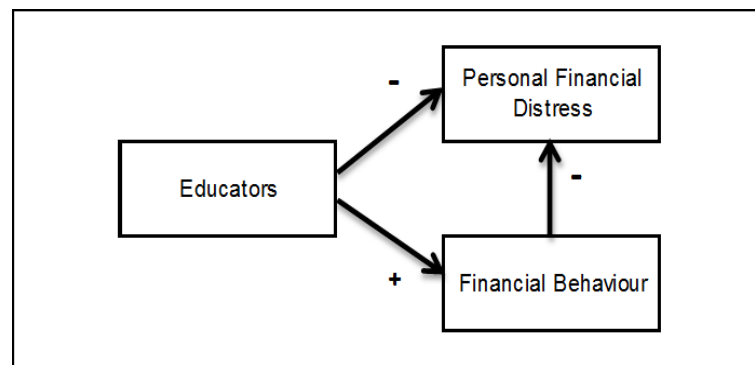 -
Personal Financial
Distress
Educators
-
+
Financial Behaviour